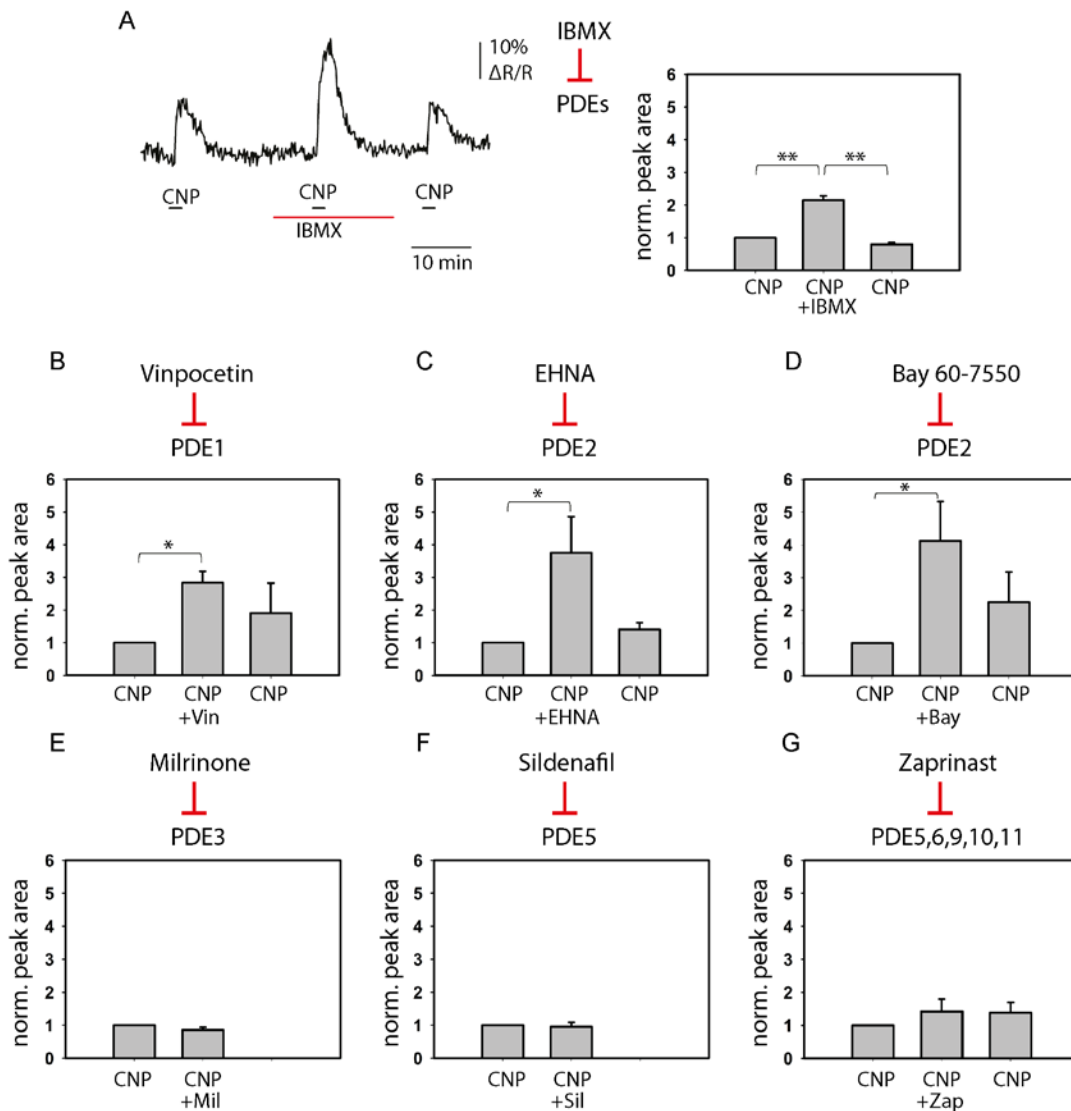 A
10%
ΔR/R
CNP
CNP
CNP
IBMX
10 min
IBMX
PDEs
norm. peak area
6
5
4
3
2
1
0
**
**
CNP
CNP
CNP
+IBMX
B
Vinpocetin
PDE1
norm. peak area
6
5
4
3
2
1
0
*
CNP
CNP
CNP
+Vin
C
EHNA
PDE2
norm. peak area
6
5
4
3
2
1
0
*
CNP
CNP
CNP
+EHNA
D
Bay 60-7550
PDE2
norm. peak area
6
5
4
3
2
1
0
*
CNP
CNP
CNP
+Bay
E
Milrinone
PDE3
norm. peak area
6
5
4
3
2
1
0
CNP
CNP
+Mil
F
Sildenafil
PDE5
norm. peak area
6
5
4
3
2
1
0
CNP
CNP
+Sil
G
Zaprinast
PDE5,6,9,10,11
norm. peak area
6
5
4
3
2
1
0
CNP
CNP
CNP
+Zap